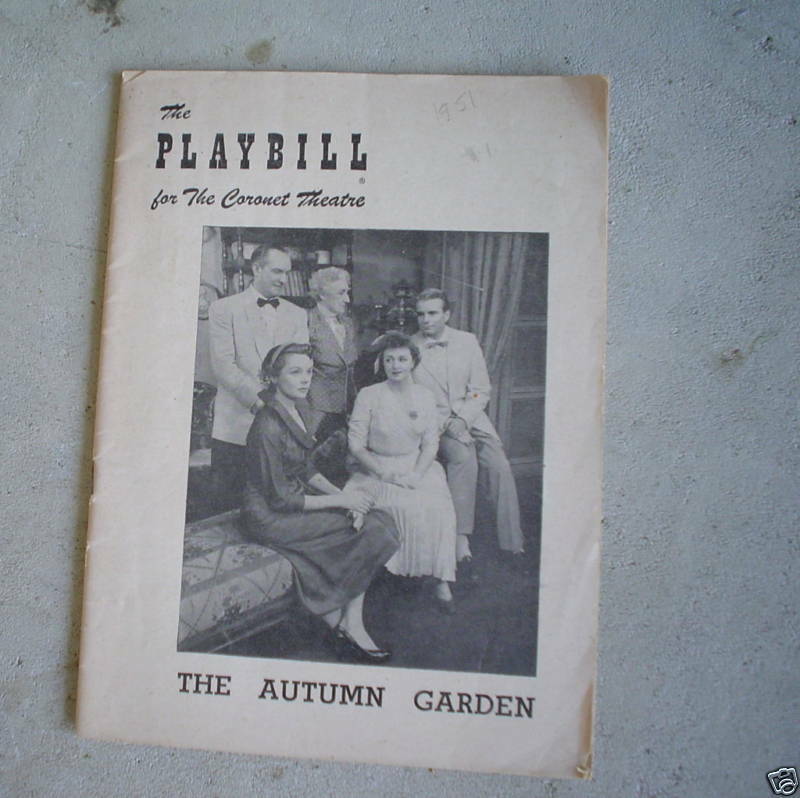 The
PLAYBILL
®
for The Coronet Theatre
1951
THE AUTUMN GARDEN